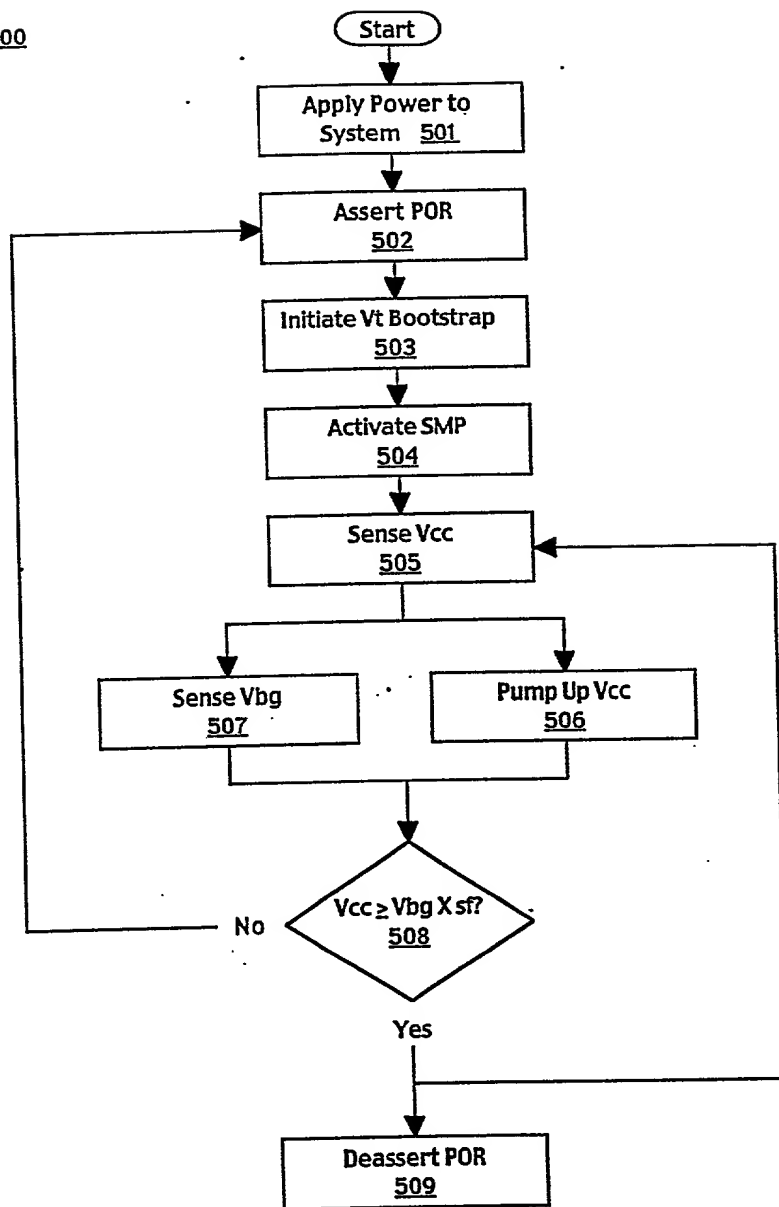 00
Start
Apply Power to
System 501
Assert POR
502
Initiate Vt Bootstrap
503
Activate SMP
504
Sense Vcc
505
Sense Vbg
507
Pump Up Vcc
506
Vcc ≥ Vbg X sf?
508
No
Yes
Deassert POR
509